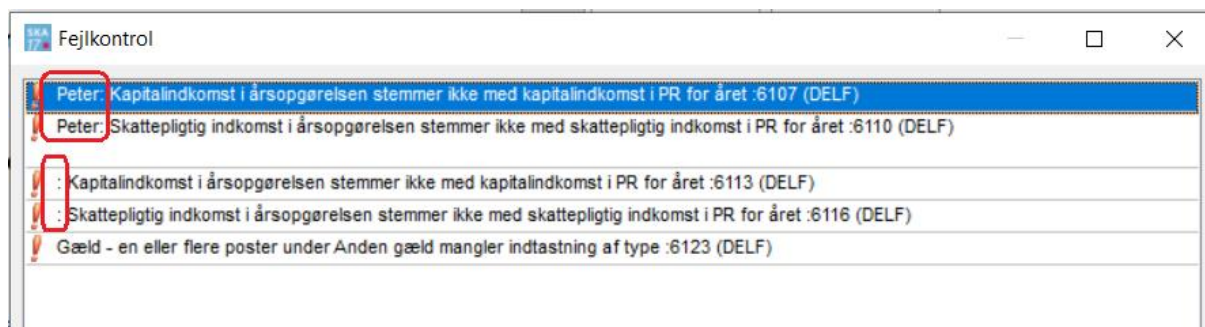 SKA
17
Fejlkontrol
Peter: Kapitalindkomst i årsopgørelsen stemmer ikke med kapitalindkomst i PR for året :6107 (DELF)
Peter: Skattepligtig indkomst i årsopgørelsen stemmer ikke med skattepligtig indkomst i PR for året :6110 (DELF)
: Kapitalindkomst i årsopgørelsen stemmer ikke med kapitalindkomst i PR for året :6113 (DELF)
: Skattepligtig indkomst i årsopgørelsen stemmer ikke med skattepligtig indkomst i PR for året :6116 (DELF)
Gæld - en eller flere poster under Anden gæld mangler indtastning af type :6123 (DELF)